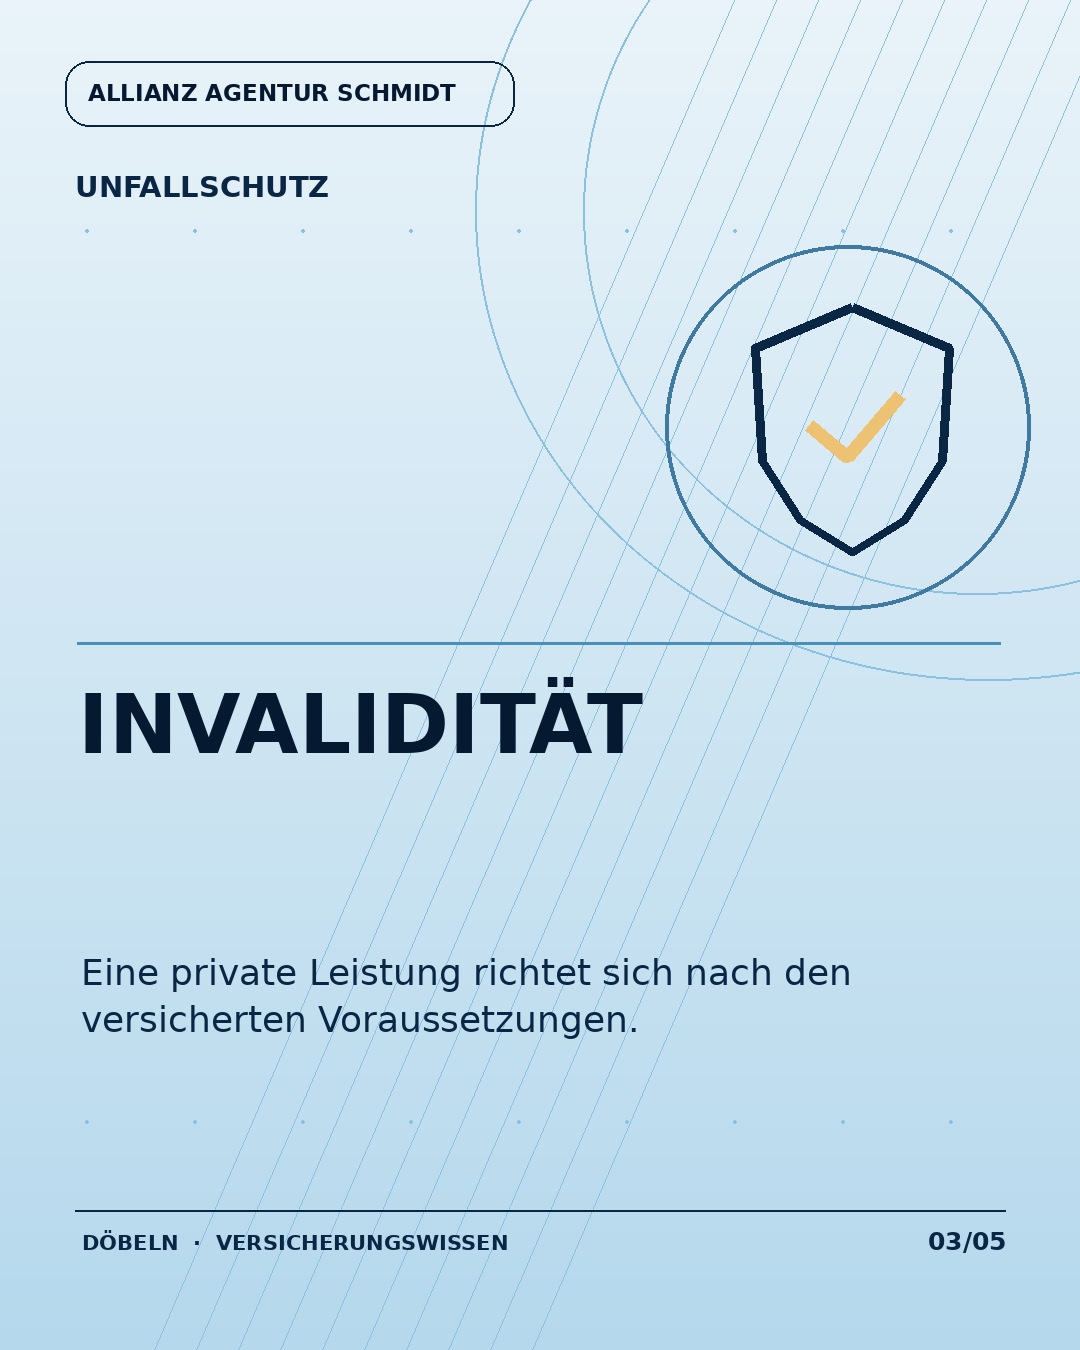 ALLIANZ AGENTUR SCHMIDT
UNFALLSCHUTZ
INVALIDITÄT
Eine private Leistung richtet sich nach den
versicherten Voraussetzungen.
DÖBELN · VERSICHERUNGSWISSEN
03/05